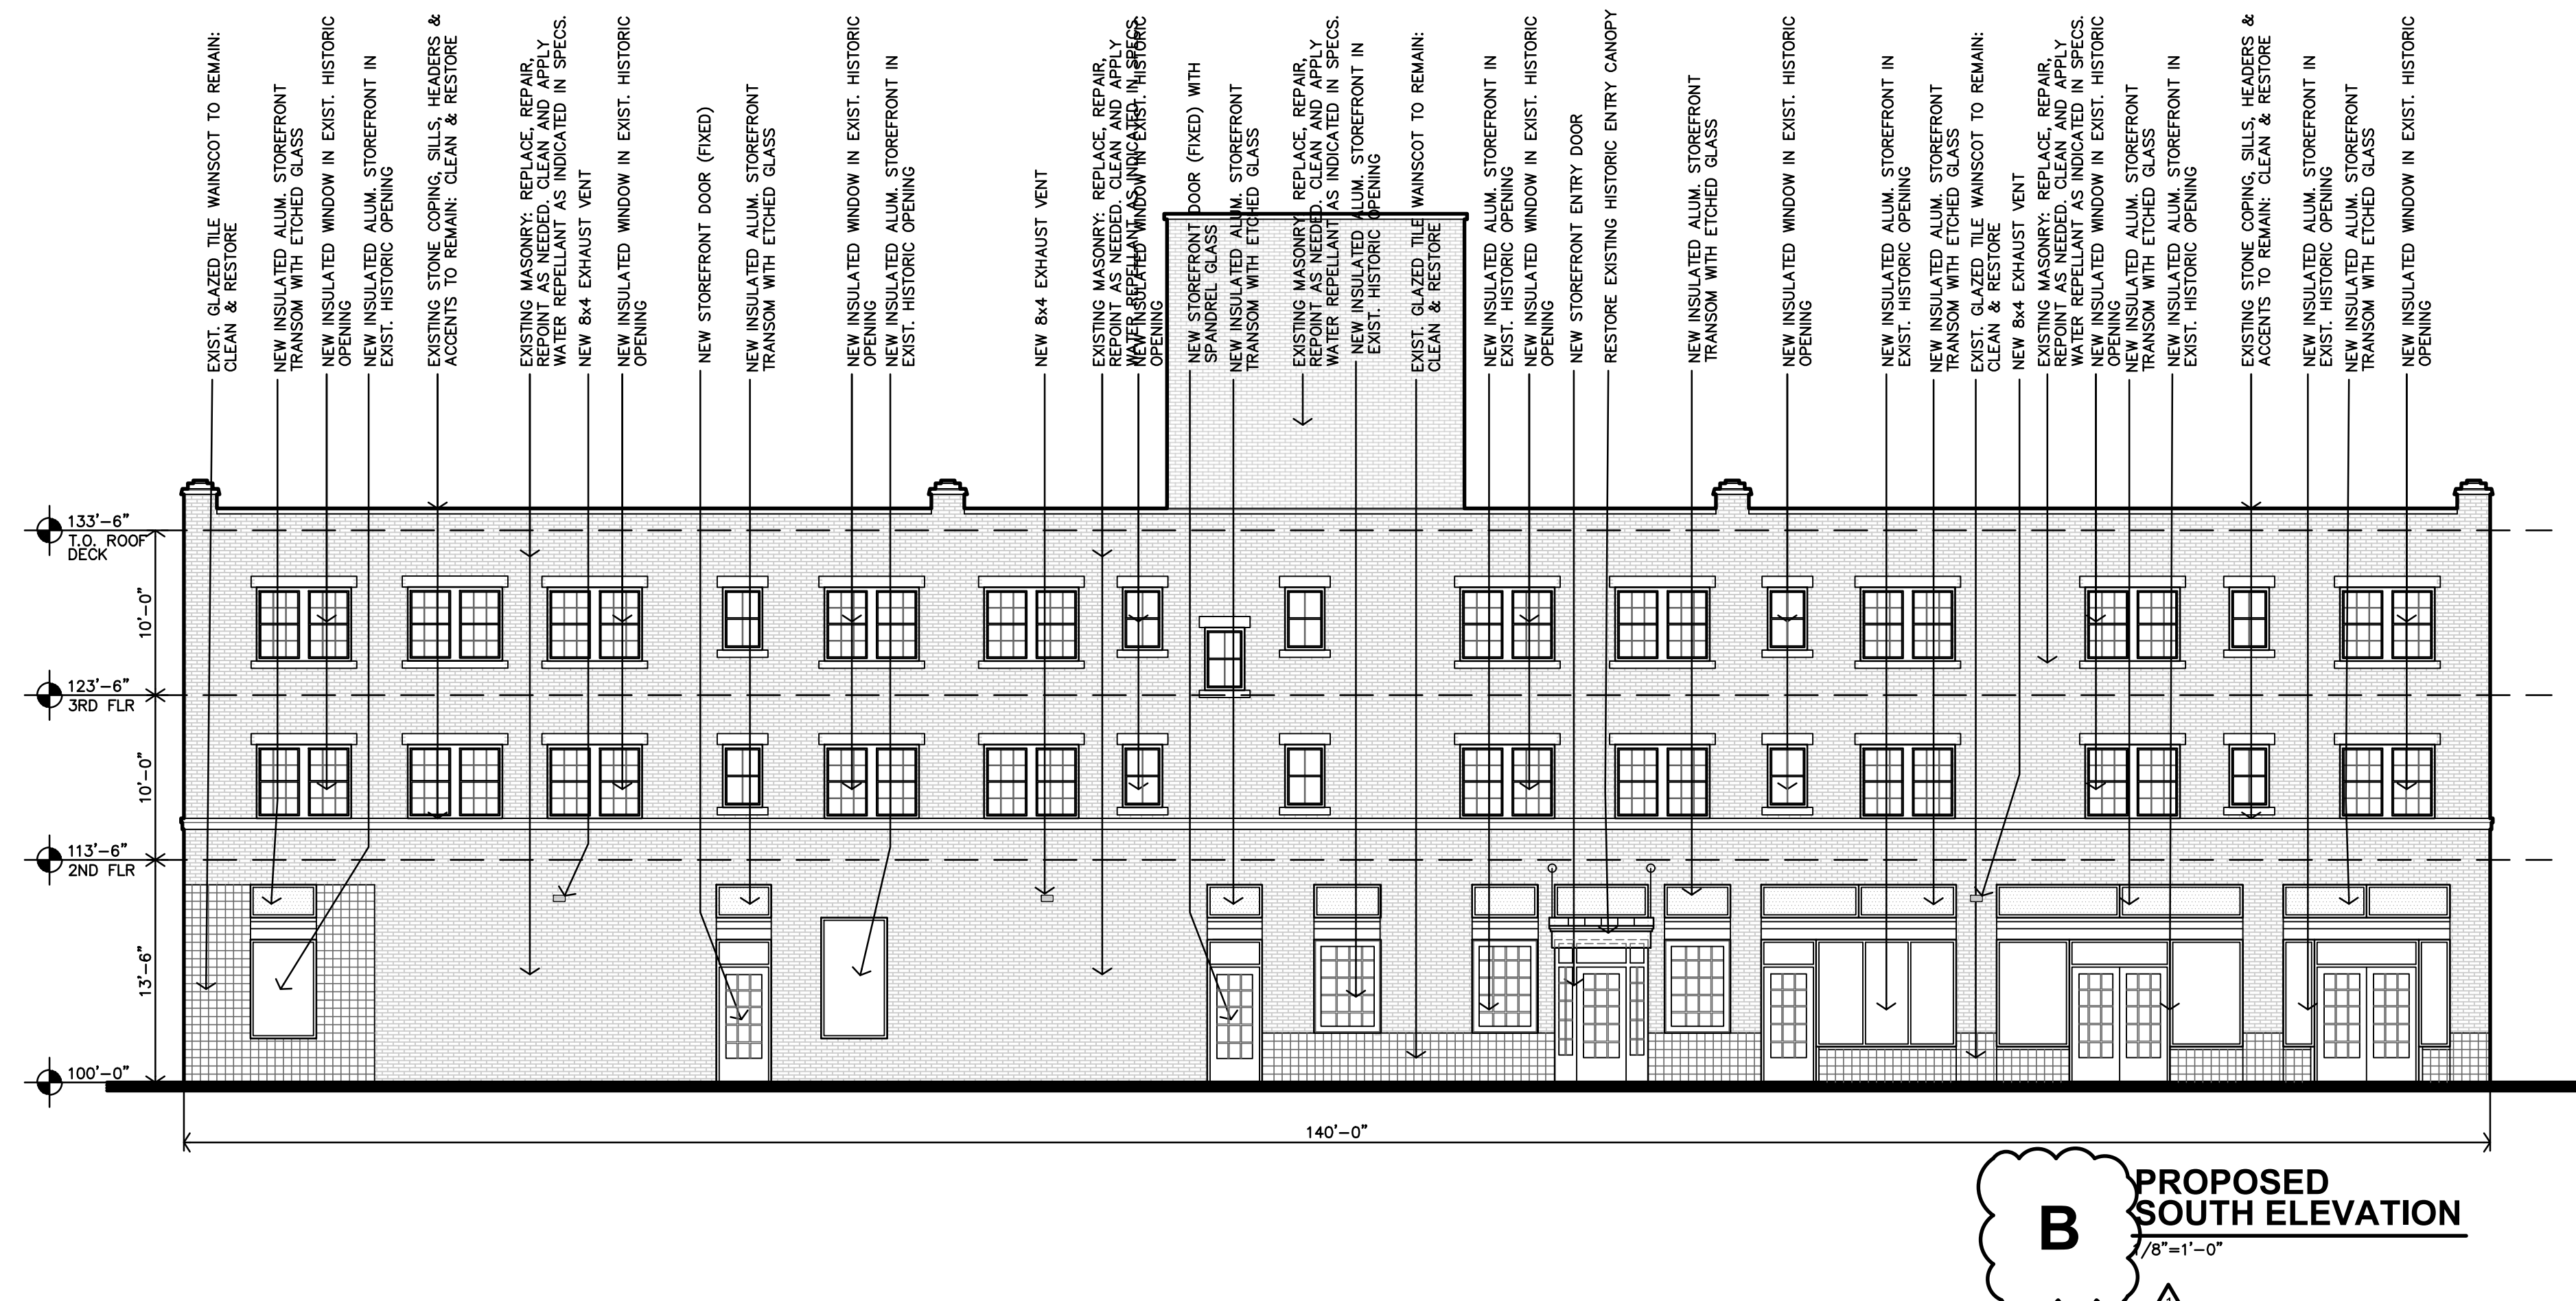 EXIST. GLAZED TILE WAINSCOT TO REMAIN:
CLEAN & RESTORE
NEW INSULATED ALUM. STOREFRONT
TRANSOM WITH ETCHED GLASS
NEW INSULATED WINDOW IN EXIST. HISTORIC
OPENING
NEW INSULATED ALUM. STOREFRONT IN
EXIST. HISTORIC OPENING
EXISTING STONE COPING, SILLS, HEADERS &
ACCENTS TO REMAIN: CLEAN & RESTORE
EXISTING MASONRY: REPLACE, REPAIR,
REPOINT AS NEEDED. CLEAN AND APPLY
WATER REPELLANT AS INDICATED IN SPECS.
NEW 8x4 EXHAUST VENT
NEW INSULATED WINDOW IN EXIST. HISTORIC
OPENING
NEW STOREFRONT DOOR (FIXED)
NEW INSULATED ALUM. STOREFRONT
TRANSOM WITH ETCHED GLASS
NEW INSULATED WINDOW IN EXIST. HISTORIC
OPENING
NEW INSULATED ALUM. STOREFRONT IN
EXIST. HISTORIC OPENING
NEW 8x4 EXHAUST VENT
EXISTING MASONRY: REPLACE, REPAIR,
REPOINT AS NEEDED. CLEAN AND APPLY
WATER REPELLANT AS INDICATED IN SPECS.
NEW INSULATED WINDOW IN EXIST. HISTORIC
OPENING
NEW STOREFRONT DOOR (FIXED) WITH
SPANDREL GLASS
NEW INSULATED ALUM. STOREFRONT
TRANSOM WITH ETCHED GLASS
EXISTING MASONRY: REPLACE, REPAIR,
REPOINT AS NEEDED. CLEAN AND APPLY
WATER REPELLANT AS INDICATED IN SPECS.
NEW INSULATED ALUM. STOREFRONT IN
EXIST. HISTORIC OPENING
EXIST. GLAZED TILE WAINSCOT TO REMAIN:
CLEAN & RESTORE
NEW INSULATED ALUM. STOREFRONT IN
EXIST. HISTORIC OPENING
NEW INSULATED WINDOW IN EXIST. HISTORIC
OPENING
NEW STOREFRONT ENTRY DOOR
RESTORE EXISTING HISTORIC ENTRY CANOPY
NEW INSULATED ALUM. STOREFRONT
TRANSOM WITH ETCHED GLASS
NEW INSULATED WINDOW IN EXIST. HISTORIC
OPENING
NEW INSULATED ALUM. STOREFRONT IN
EXIST. HISTORIC OPENING
NEW INSULATED ALUM. STOREFRONT
TRANSOM WITH ETCHED GLASS
EXIST. GLAZED TILE WAINSCOT TO REMAIN:
CLEAN & RESTORE
NEW 8x4 EXHAUST VENT
EXISTING MASONRY: REPLACE, REPAIR,
REPOINT AS NEEDED. CLEAN AND APPLY
WATER REPELLANT AS INDICATED IN SPECS.
NEW INSULATED WINDOW IN EXIST. HISTORIC
OPENING
NEW INSULATED ALUM. STOREFRONT
TRANSOM WITH ETCHED GLASS
NEW INSULATED ALUM. STOREFRONT IN
EXIST. HISTORIC OPENING
EXISTING STONE COPING, SILLS, HEADERS &
ACCENTS TO REMAIN: CLEAN & RESTORE
NEW INSULATED ALUM. STOREFRONT IN
EXIST. HISTORIC OPENING
NEW INSULATED ALUM. STOREFRONT
TRANSOM WITH ETCHED GLASS
NEW INSULATED WINDOW IN EXIST. HISTORIC
OPENING
133'-6"
T.O. ROOF
DECK
10'-0"
123'-6"
3RD FLR
10'-0"
113'-6"
2ND FLR
13'-6"
100'-0"
140'-0"
B
PROPOSED
SOUTH ELEVATION
1/8"=1'-0"